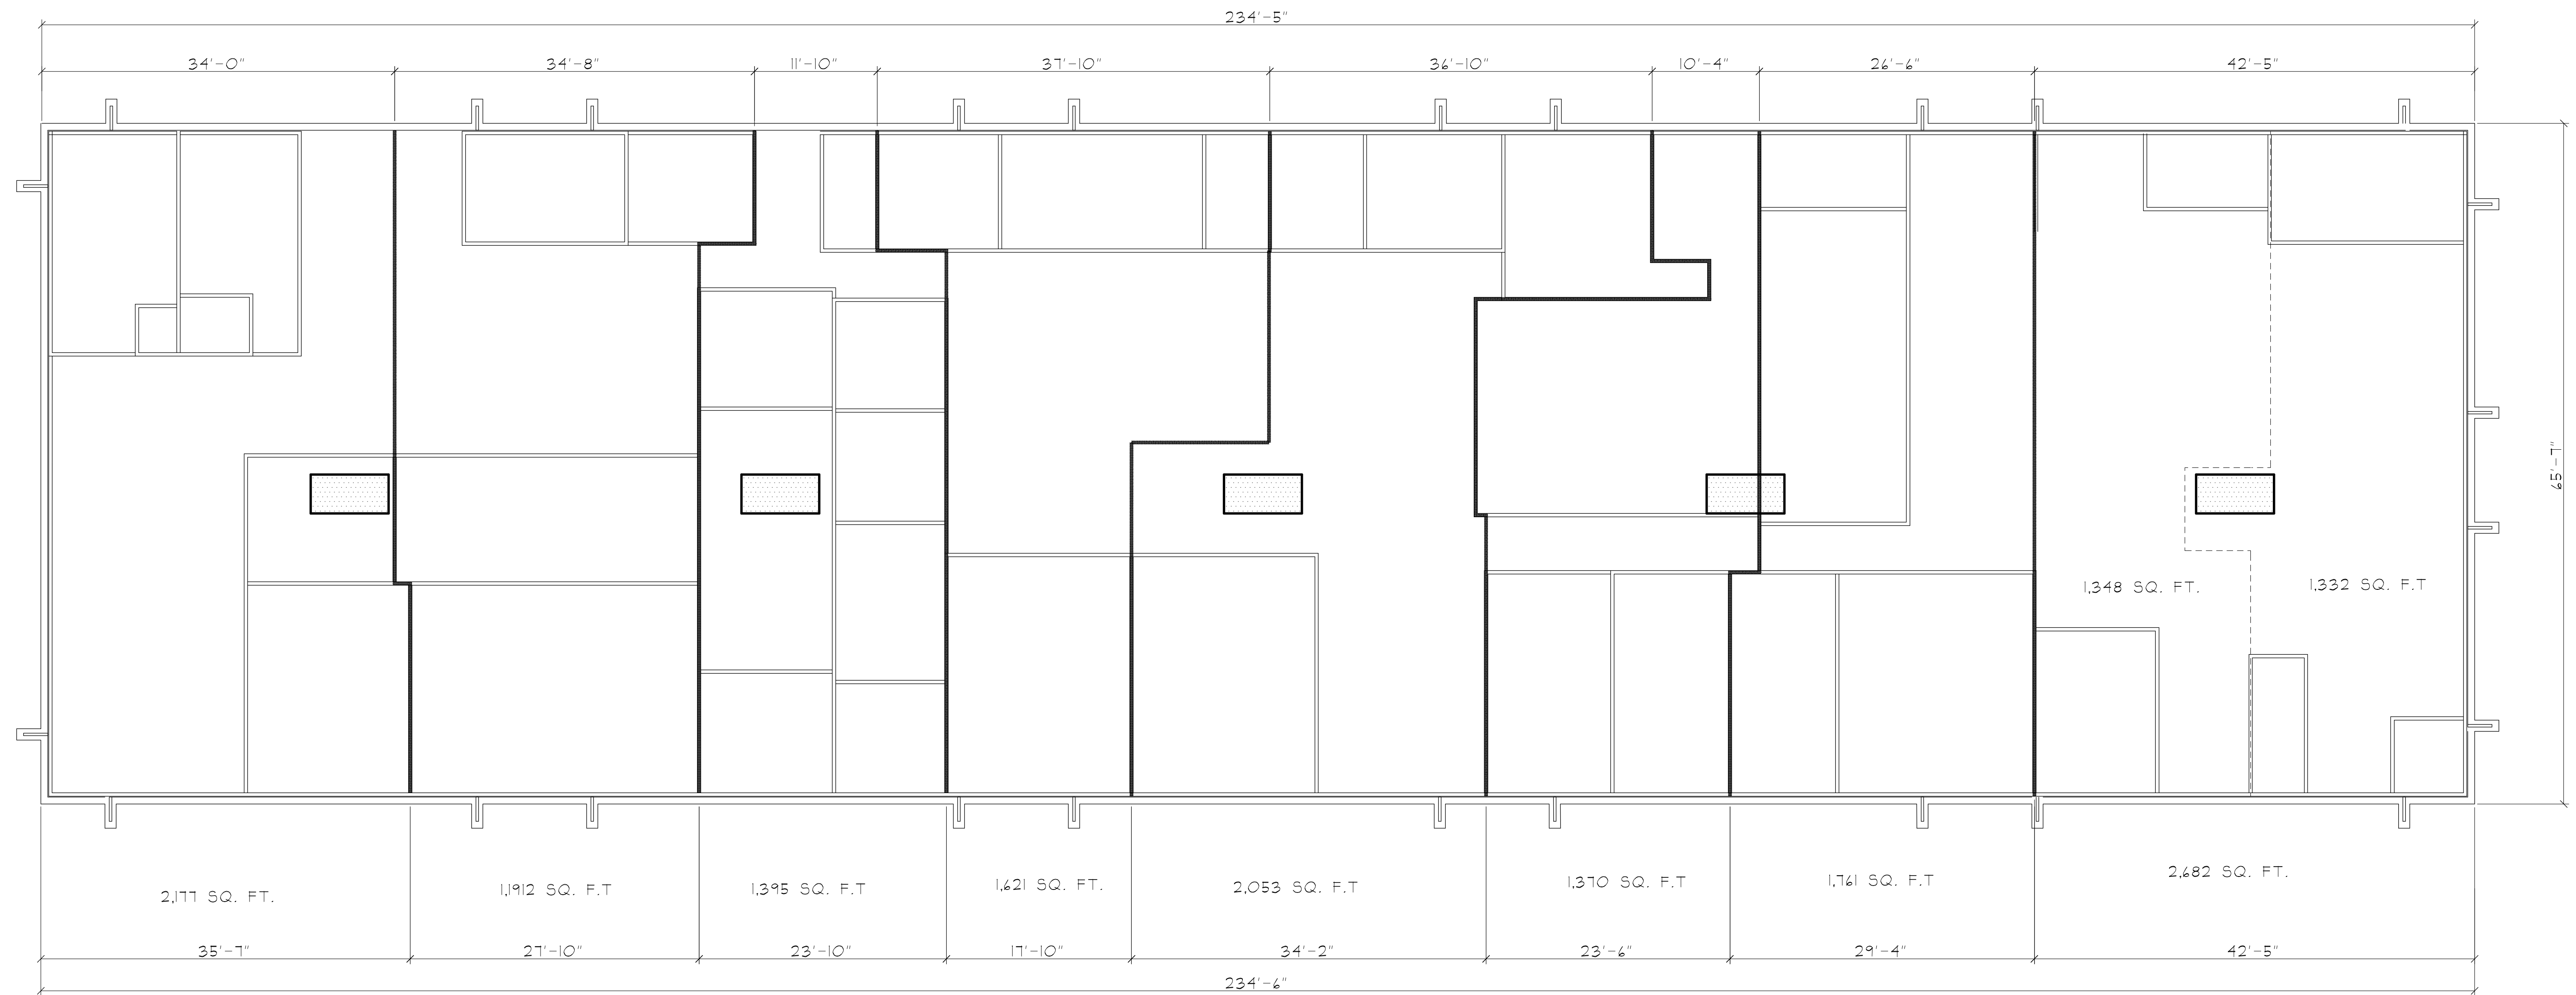 234'-5"
34'-0" 34'-8" 11'-10" 37'-10" 36'-10" 10'-4" 26'-6" 42'-5"
65'-7"
1,348 SQ. FT. 1,332 SQ. F.T
2,177 SQ. FT. 1,1912 SQ. F.T 1,395 SQ. F.T 1,621 SQ. FT. 2,053 SQ. F.T 1,370 SQ. F.T 1,761 SQ. F.T 2,682 SQ. FT.
35'-7" 27'-10" 23'-10" 17'-10" 34'-2" 23'-6" 29'-4" 42'-5"
234'-6"